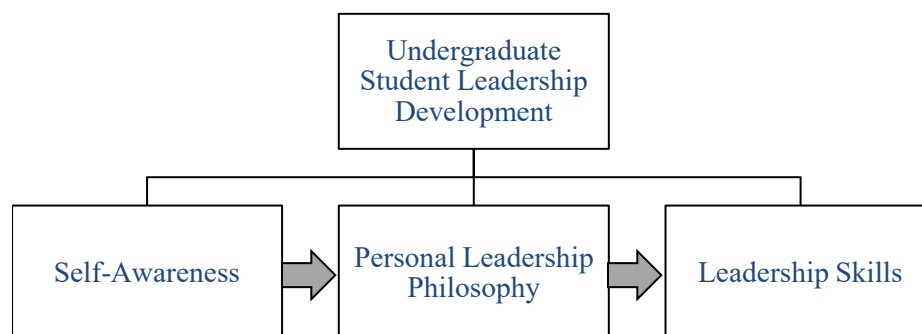 Undergraduate
Student Leadership
Development
Self-Awareness
Personal Leadership
Philosophy
Leadership Skills